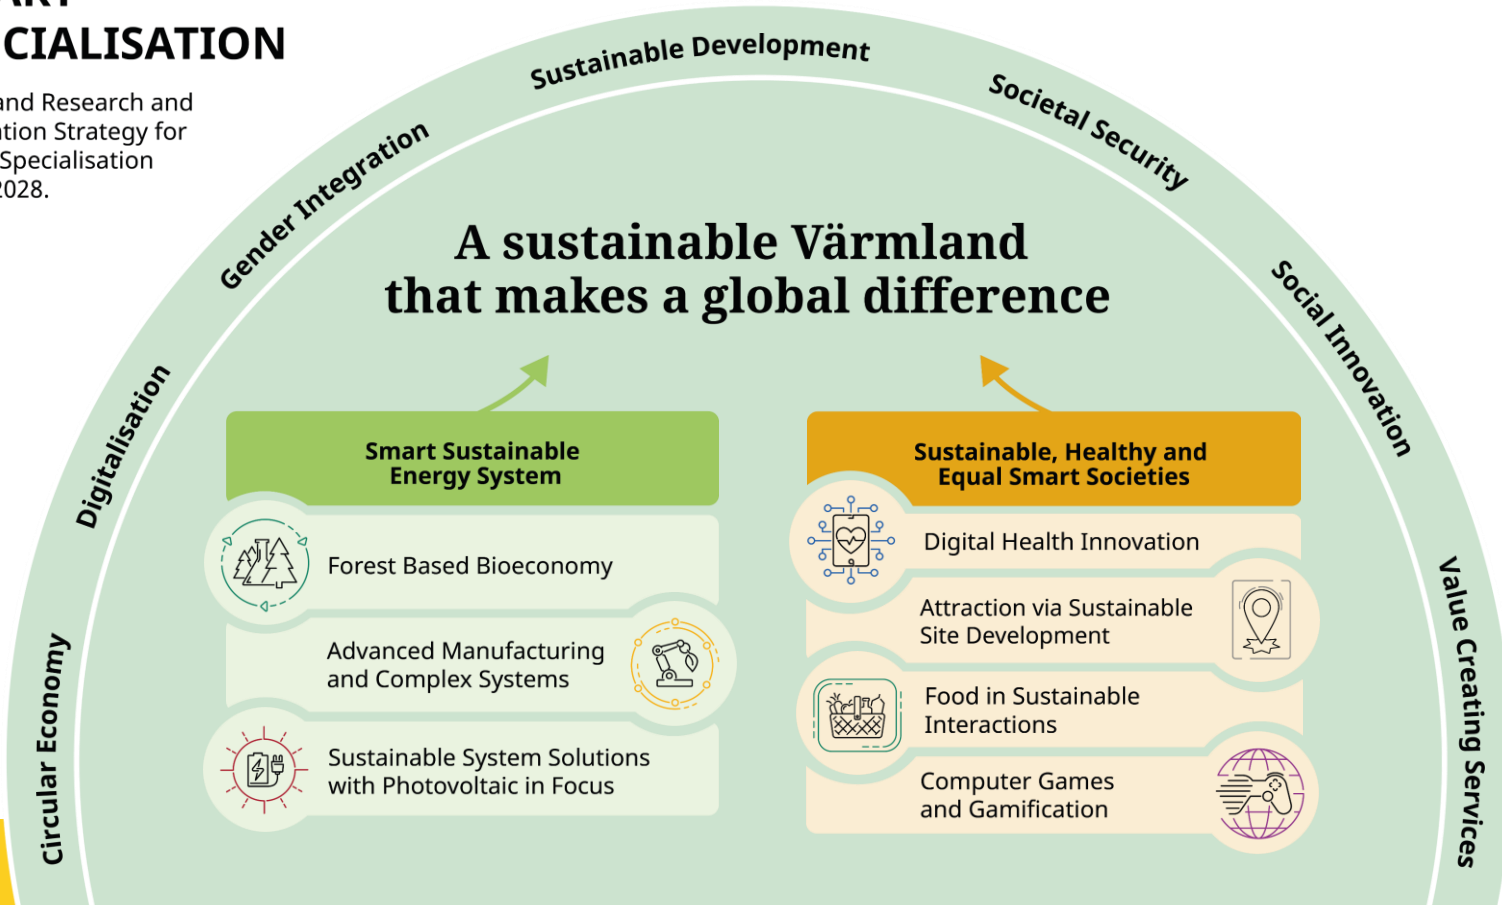 CIALISATION
and Research and
Strategy for
Specialisation
2028.
Circular Economy
Digitalisation
Gender Integration
Sustainable Development
Societal Security
Social Innovation
Value Creating Services
A sustainable Värmland
that makes a global difference
Smart Sustainable
Energy System
Forest Based Bioeconomy
Advanced Manufacturing
and Complex Systems
Sustainable System Solutions
with Photovoltaic in Focus
Sustainable, Healthy and
Equal Smart Societies
Digital Health Innovation
Attraction via Sustainable
Site Development
Food in Sustainable
Interactions
Computer Games
and Gamification